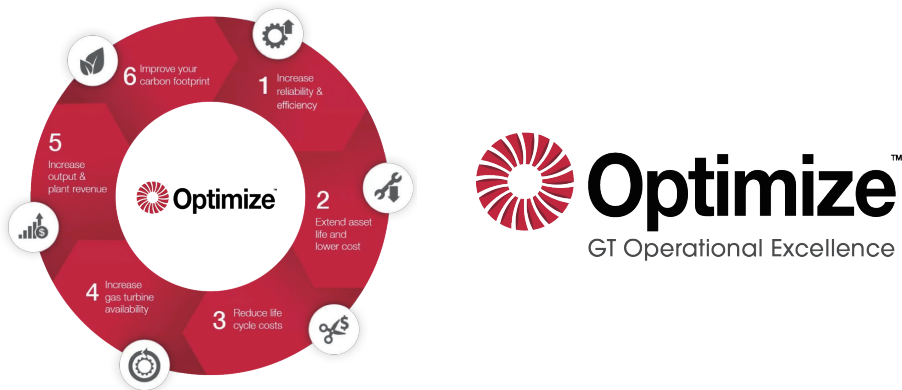 1 Increase
reliability &
efficiency
2
Extend asset
life and
lower cost
3 Reduce life
cycle costs
4 Increase
gas turbine
availability
5
Increase
output &
plant revenue
6 Improve your
carbon footprint
Optimize™
Optimize™
GT Operational Excellence